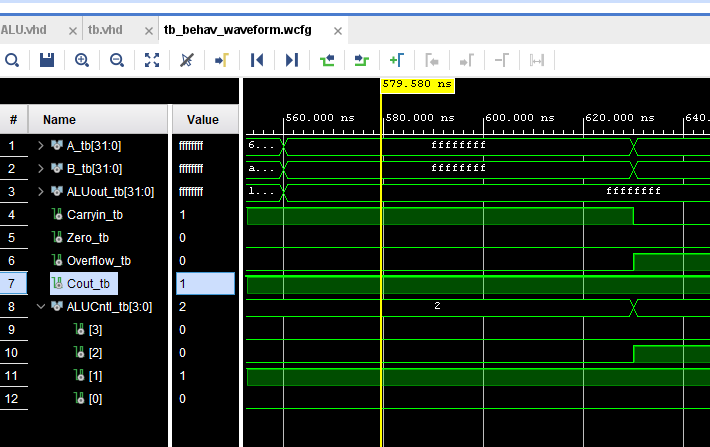 ALU.vhd × tb.vhd × tb_behav_waveform.wcfg ×
579.580 ns
# Name Value
560.000 ns 580.000 ns 600.000 ns 620.000 ns 640.
1 A_tb[31:0] ffffffff 6... ffffffff
2 B_tb[31:0] ffffffff a... ffffffff
3 ALUout_tb[31:0] ffffffff 1... ffffffff
4 Carryin_tb 1
5 Zero_tb 0
6 Overflow_tb 0
7 Cout_tb 1
8 ALUCntl_tb[3:0] 2 2
9 [3] 0
10 [2] 0
11 [1] 1
12 [0] 0